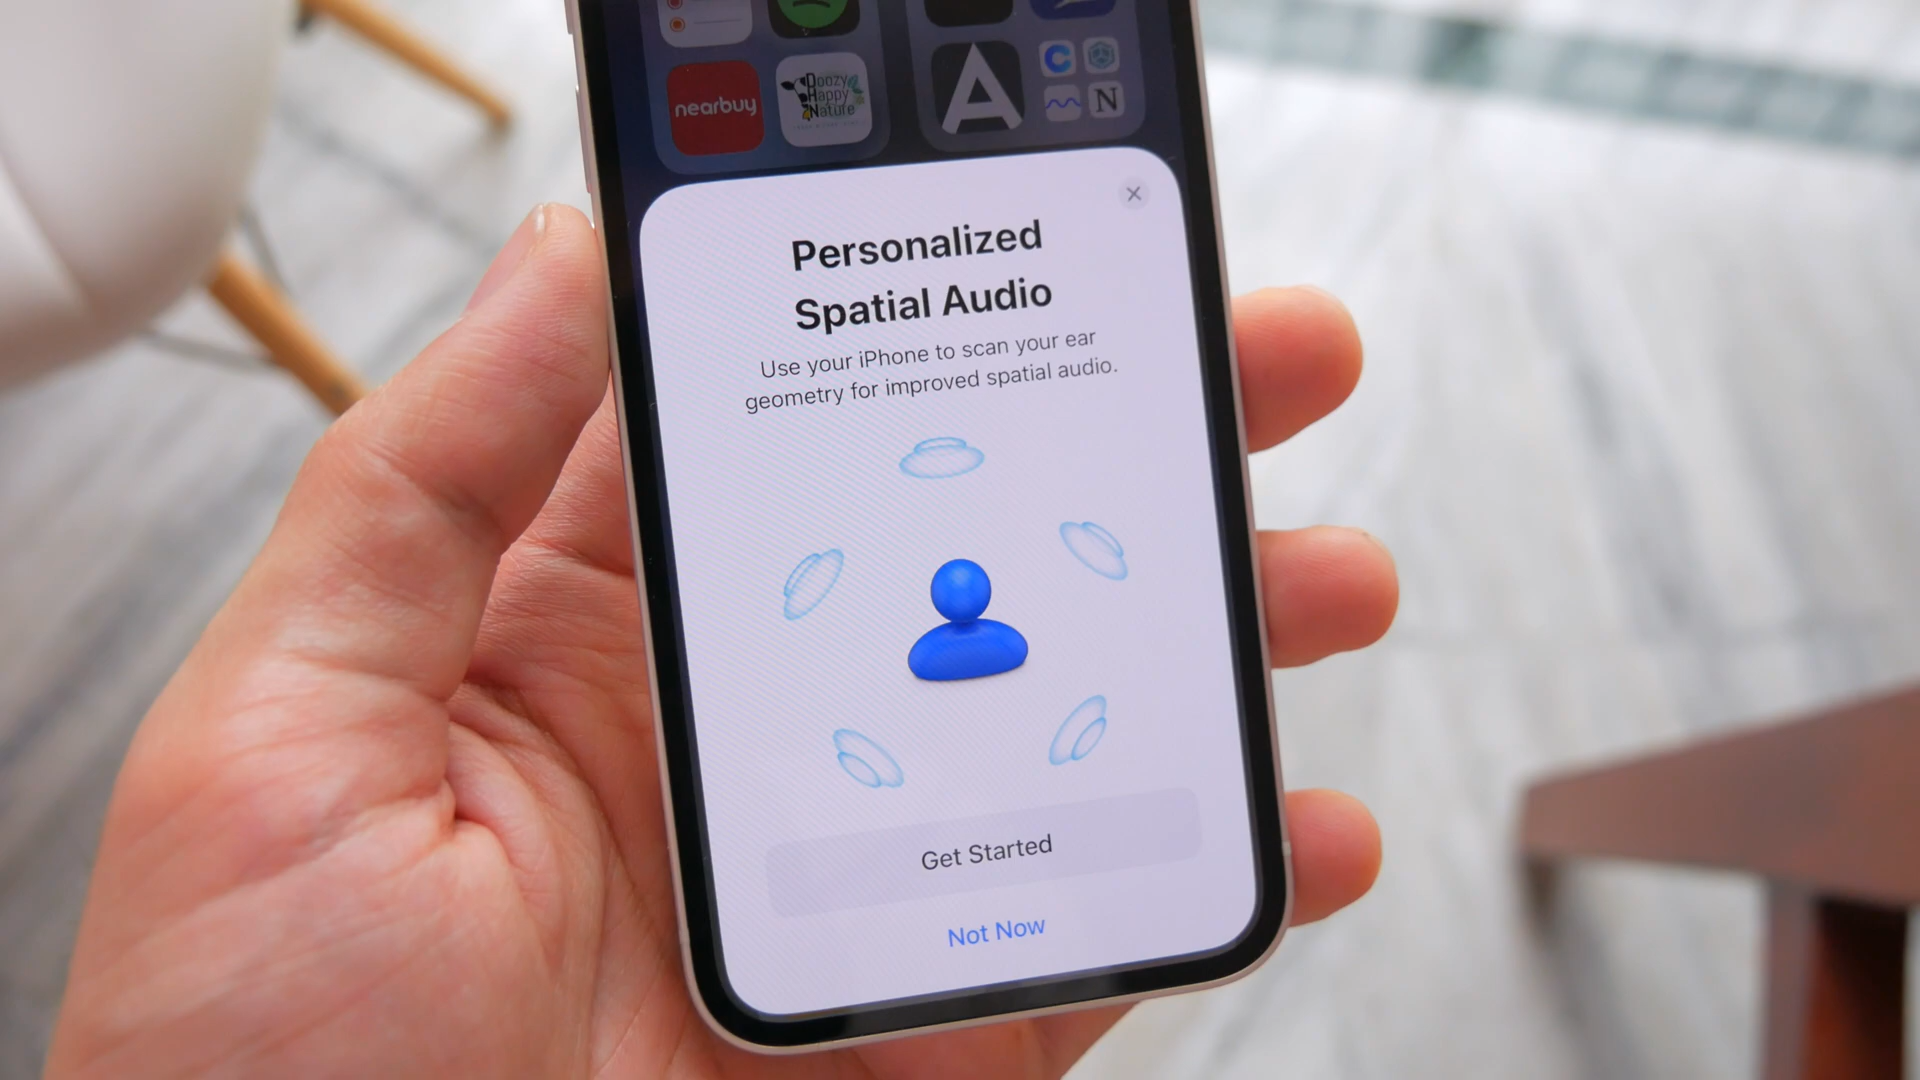 nearbuy
Doozy
Happy
Nature
A
C
N
Personalized
Spatial Audio
Use your iPhone to scan your ear
geometry for improved spatial audio.
Get Started
Not Now